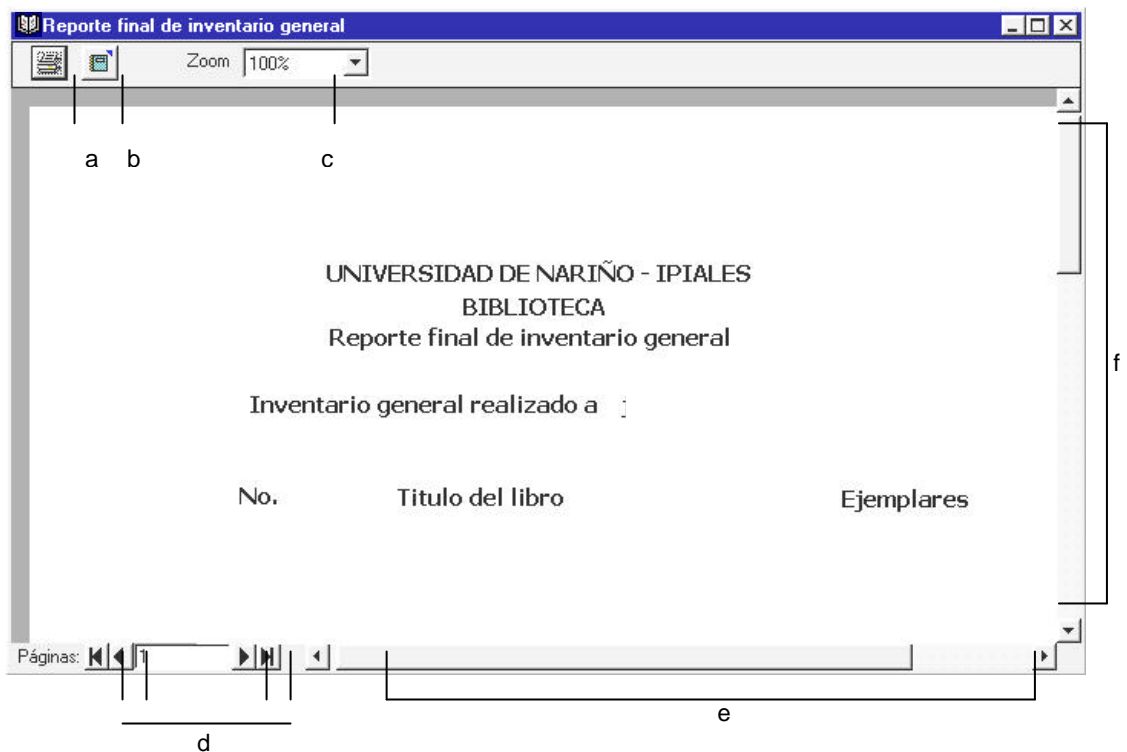 Reporte final de inventario general
Zoom 100%
a b c
UNIVERSIDAD DE NARIÑO - IPIALES
BIBLIOTECA
Reporte final de inventario general
f
Inventario general realizado a
No. Titulo del libro Ejemplares
Páginas: 1
e
d